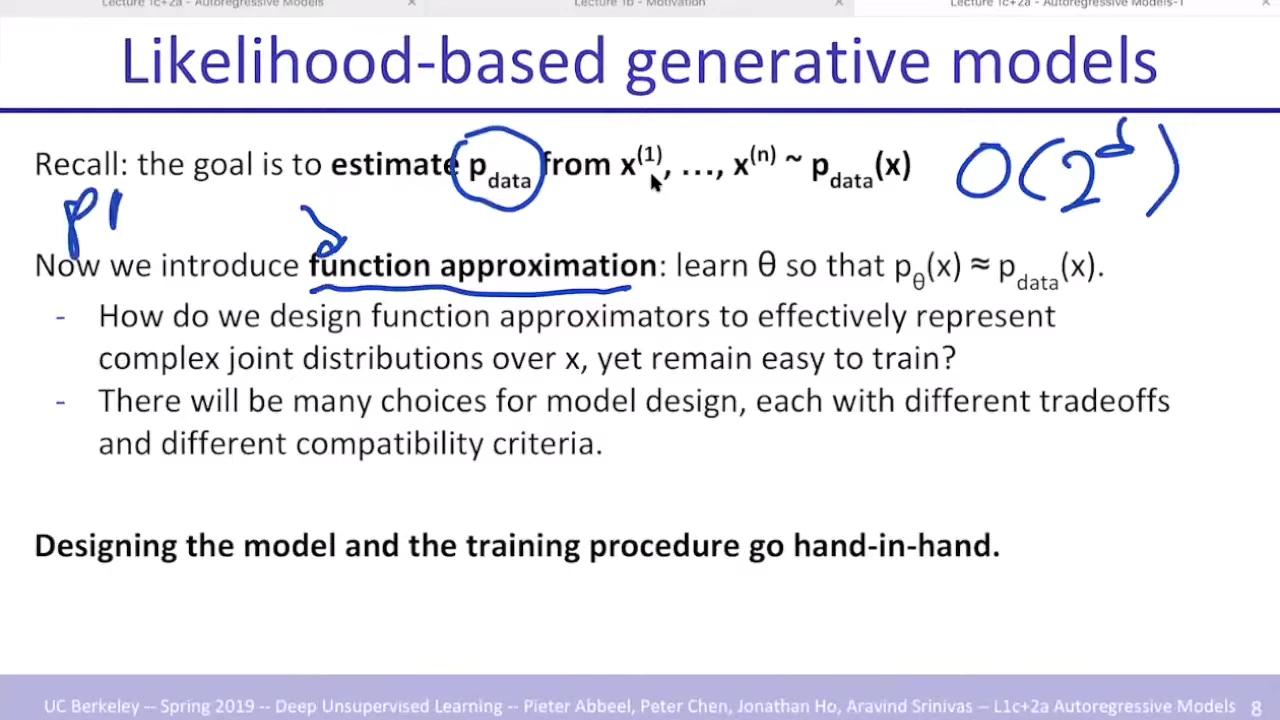 Lecture 1c+2a - Autoregressive Models
Lecture 1b - Motivation
Lecture 1c+2a - Autoregressive Models-1
Likelihood-based generative models
Recall: the goal is to estimate p_data from x^(1), …, x^(n) ~ p_data(x)
O(2^d)
Now we introduce function approximation: learn θ so that p_θ(x) ≈ p_data(x).
- How do we design function approximators to effectively represent
complex joint distributions over x, yet remain easy to train?
- There will be many choices for model design, each with different tradeoffs
and different compatibility criteria.
Designing the model and the training procedure go hand-in-hand.
UC Berkeley -- Spring 2019 -- Deep Unsupervised Learning -- Pieter Abbeel, Peter Chen, Jonathan Ho, Aravind Srinivas -- L1c+2a Autoregressive Models 8